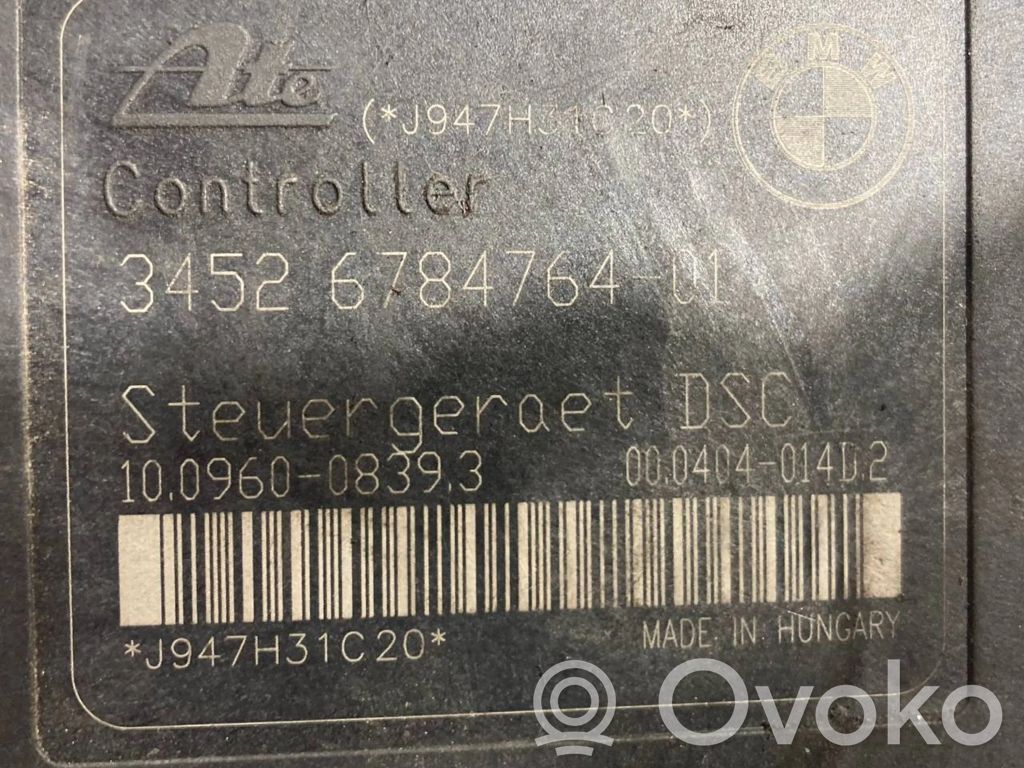 Ate
(*J947H31C20*)
BMW
Controller
3452 6784764-01
Steuergeraet DSC
10.0960-0839.3 00.0404-014D.2
*J947H31C20*
MADE IN HUNGARY
Ovoko